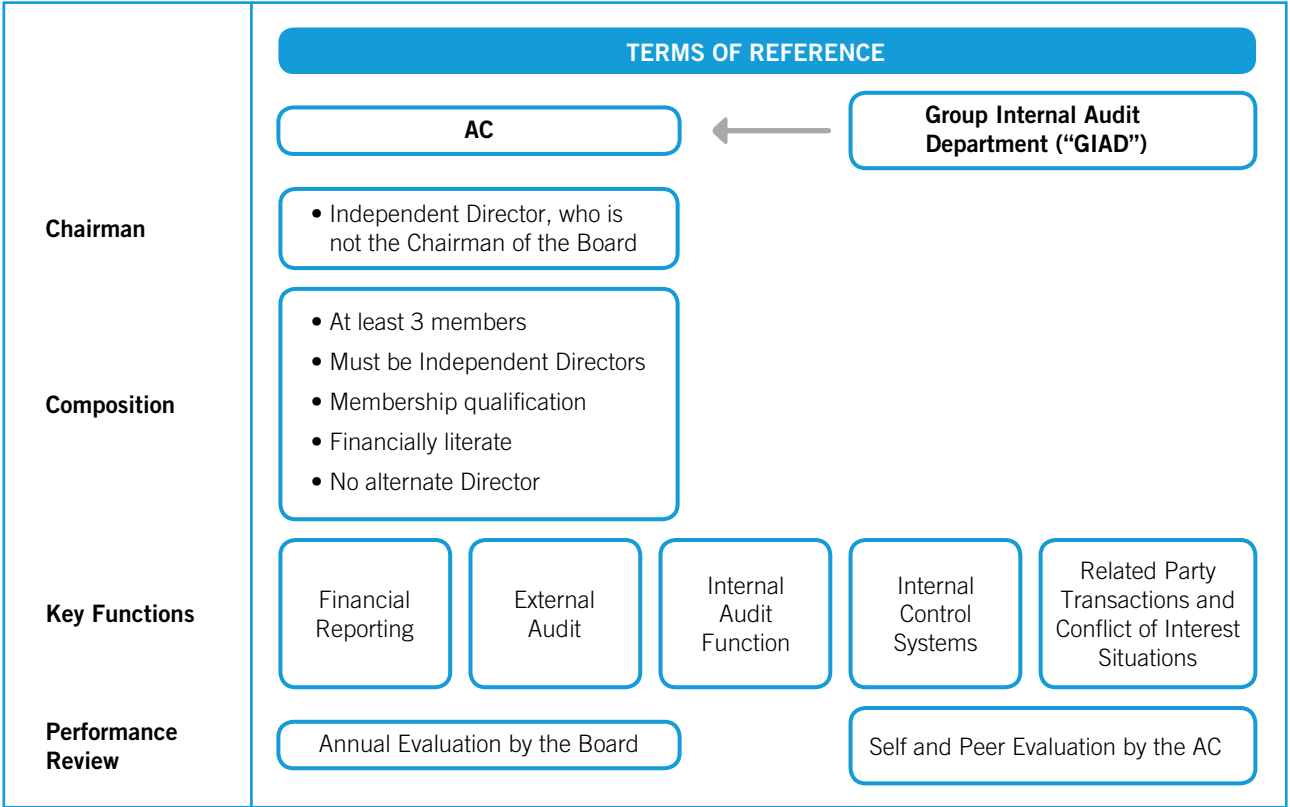 TERMS OF REFERENCE
AC
Group Internal Audit
Department (“GIAD”)
Chairman
• Independent Director, who is
not the Chairman of the Board
Composition
• At least 3 members
• Must be Independent Directors
• Membership qualification
• Financially literate
• No alternate Director
Key Functions
Financial
Reporting
External
Audit
Internal
Audit
Function
Internal
Control
Systems
Related Party
Transactions and
Conflict of Interest
Situations
Performance
Review
Annual Evaluation by the Board
Self and Peer Evaluation by the AC